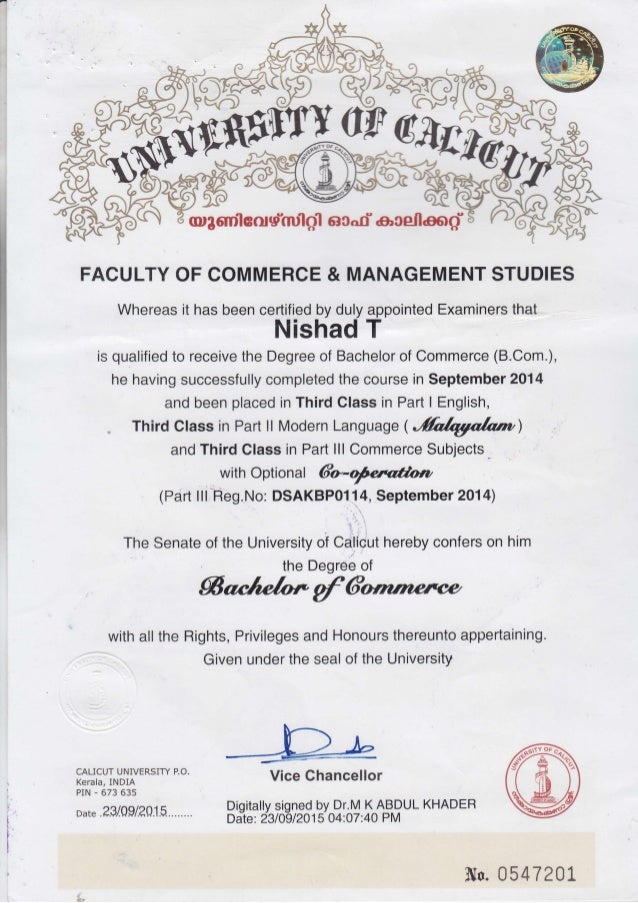 UNIVERSITY OF CALICUT
യൂണിവേഴ്സിറ്റി ഓഫ് കാലിക്കറ്റ്
FACULTY OF COMMERCE & MANAGEMENT STUDIES
Whereas it has been certified by duly appointed Examiners that
Nishad T
is qualified to receive the Degree of Bachelor of Commerce (B.Com.),
he having successfully completed the course in September 2014
and been placed in Third Class in Part I English,
Third Class in Part II Modern Language ( Malayalam )
and Third Class in Part III Commerce Subjects
with Optional Co-operation
(Part III Reg.No: DSAKBP0114, September 2014)
The Senate of the University of Calicut hereby confers on him
the Degree of
Bachelor of Commerce
with all the Rights, Privileges and Honours thereunto appertaining.
Given under the seal of the University
CALICUT UNIVERSITY P.O.
Kerala, INDIA
PIN - 673 635
Date ..23/09/2015.........
Vice Chancellor
Digitally signed by Dr.M K ABDUL KHADER
Date: 23/09/2015 04:07:40 PM
UNIVERSITY OF CALICUT
No. 0547201